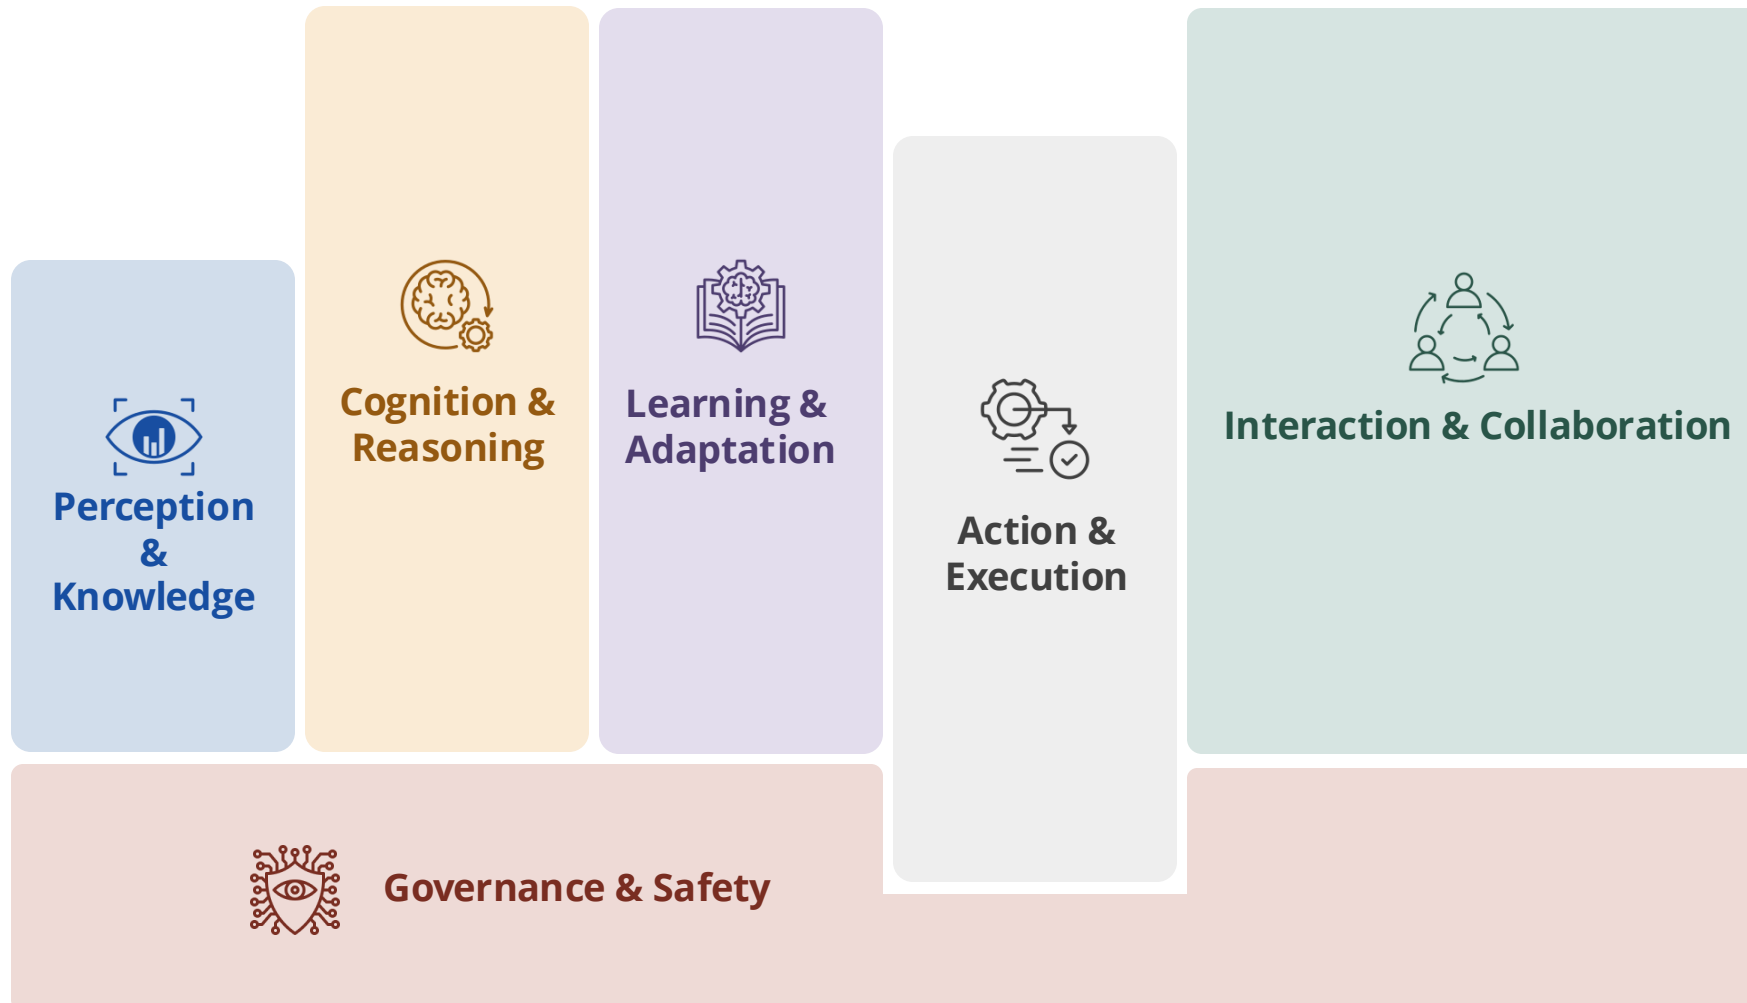 Perception
&
Knowledge
Cognition &
Reasoning
Learning &
Adaptation
Action &
Execution
Interaction & Collaboration
Governance & Safety